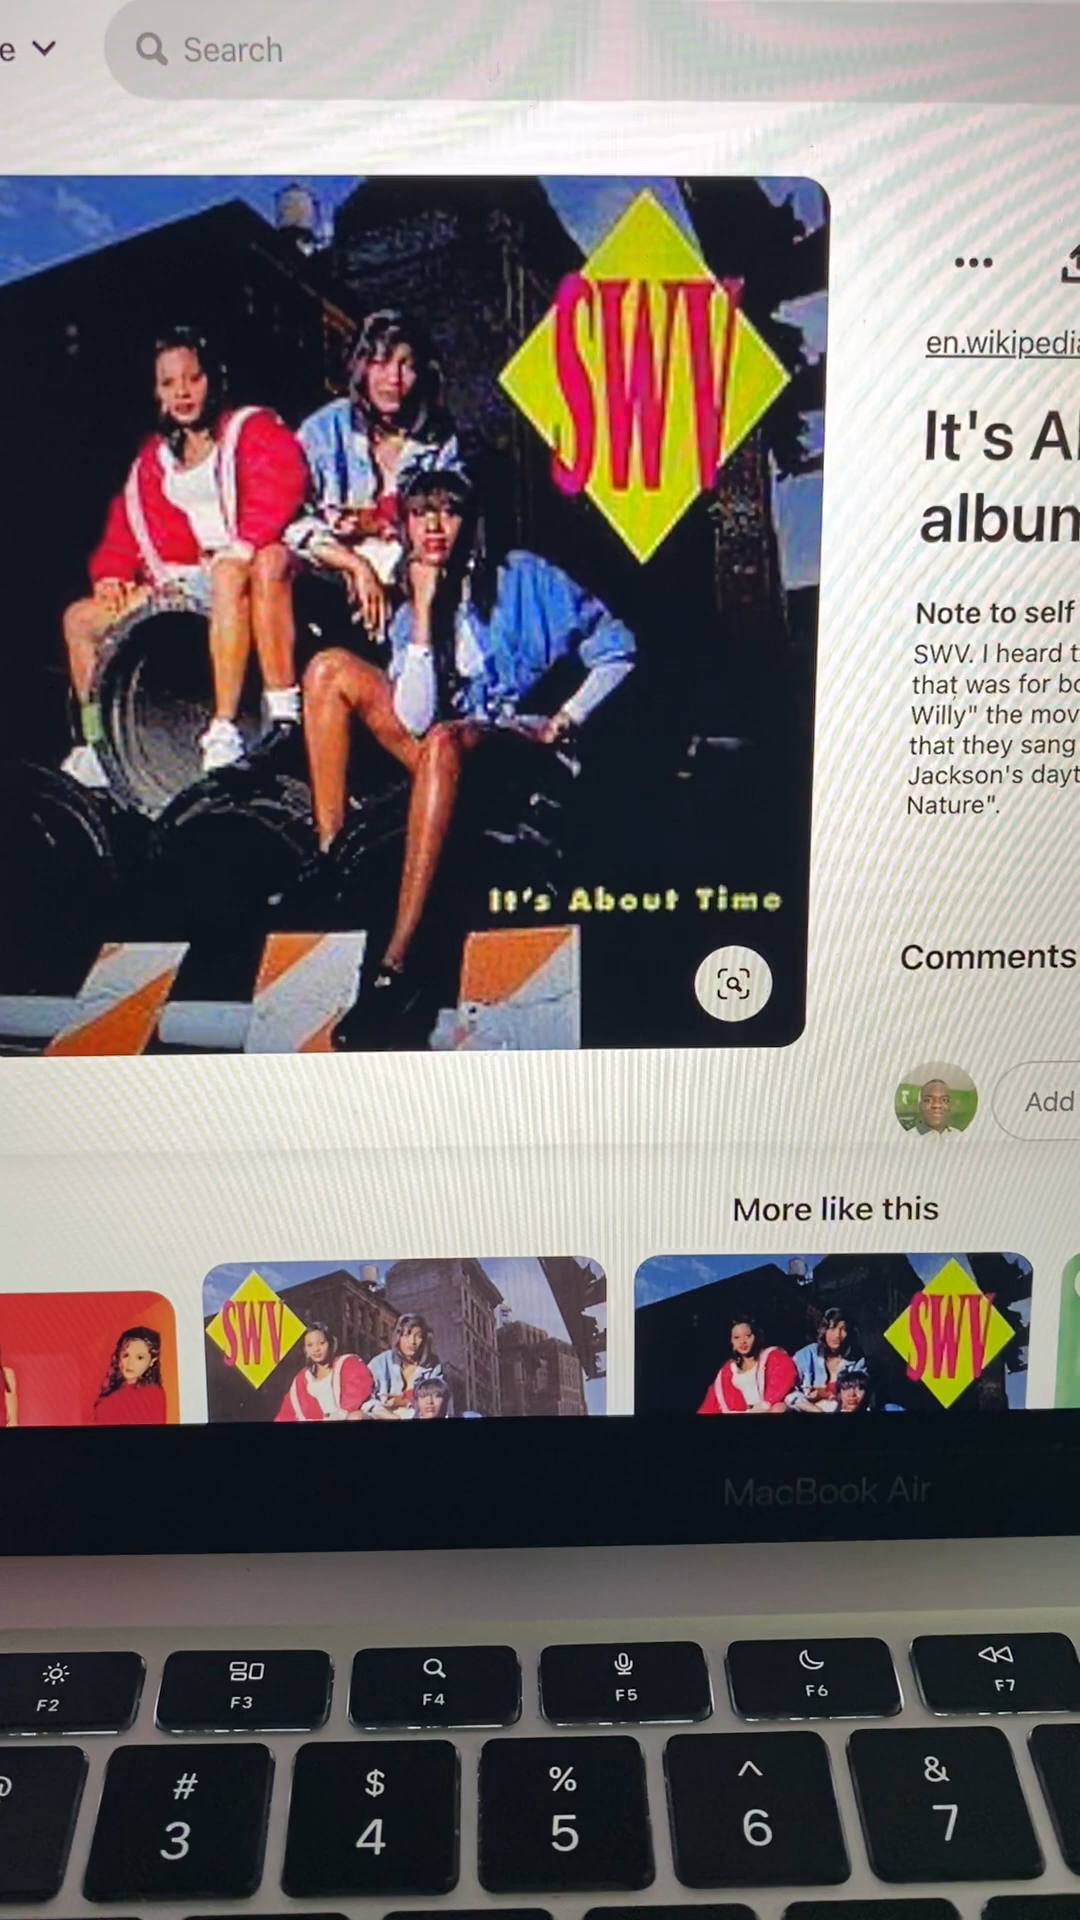 e
Search
SWV
en.wikipedia
It's A
album
Note to self
SWV. I heard t
that was for bo
Willy" the mov
that they sang
Jackson's dayt
Nature".
It's About Time
Comments
Add
More like this
SWV
SWV
MacBook Air
F2 F3 F4 F5 F6 F7
# $ % ^ &
3 4 5 6 7